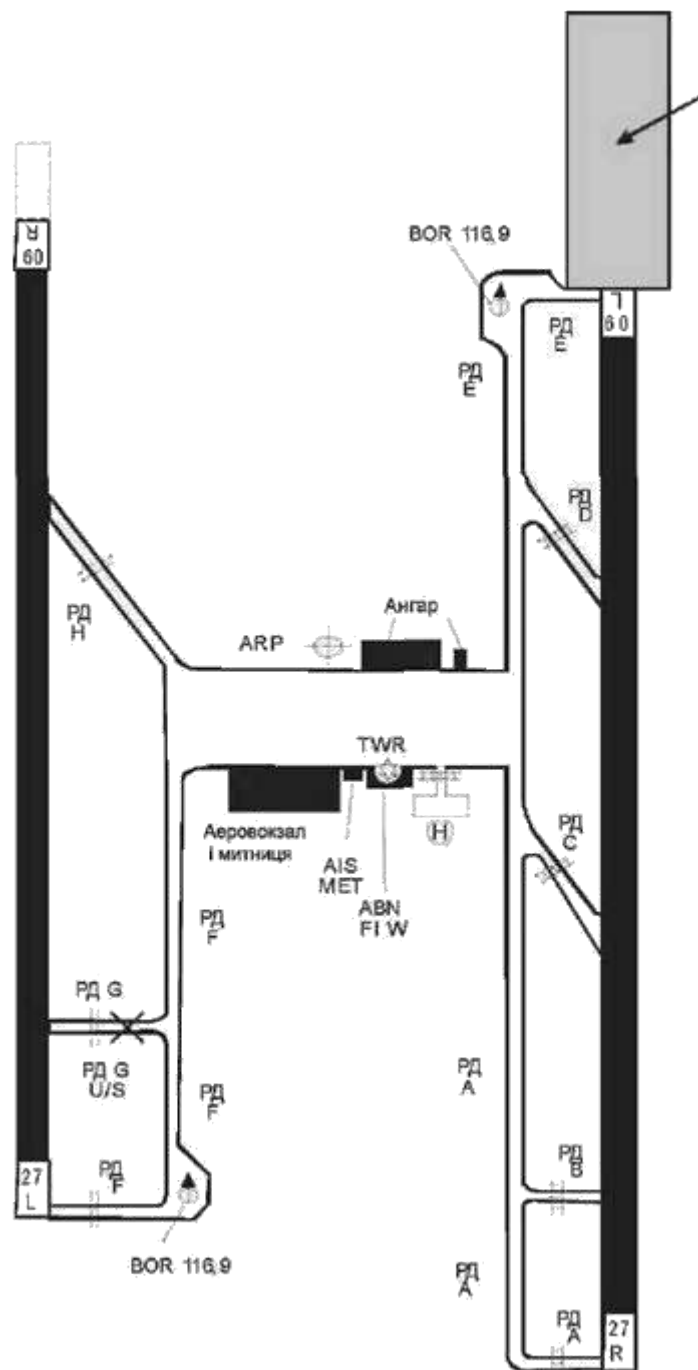 R
09
BOR 116,9
L
09
РД
E
РД
E
РД
D
РД
H
ARP
Ангар
TWR
H
Аеровокзал
і митниця
AIS
MET
ABN
FI W
РД
C
РД
F
РД G
РД G
U/S
РД
F
РД
A
РД
B
27
L
РД
F
BOR 116,9
РД
A
РД
A
27
R